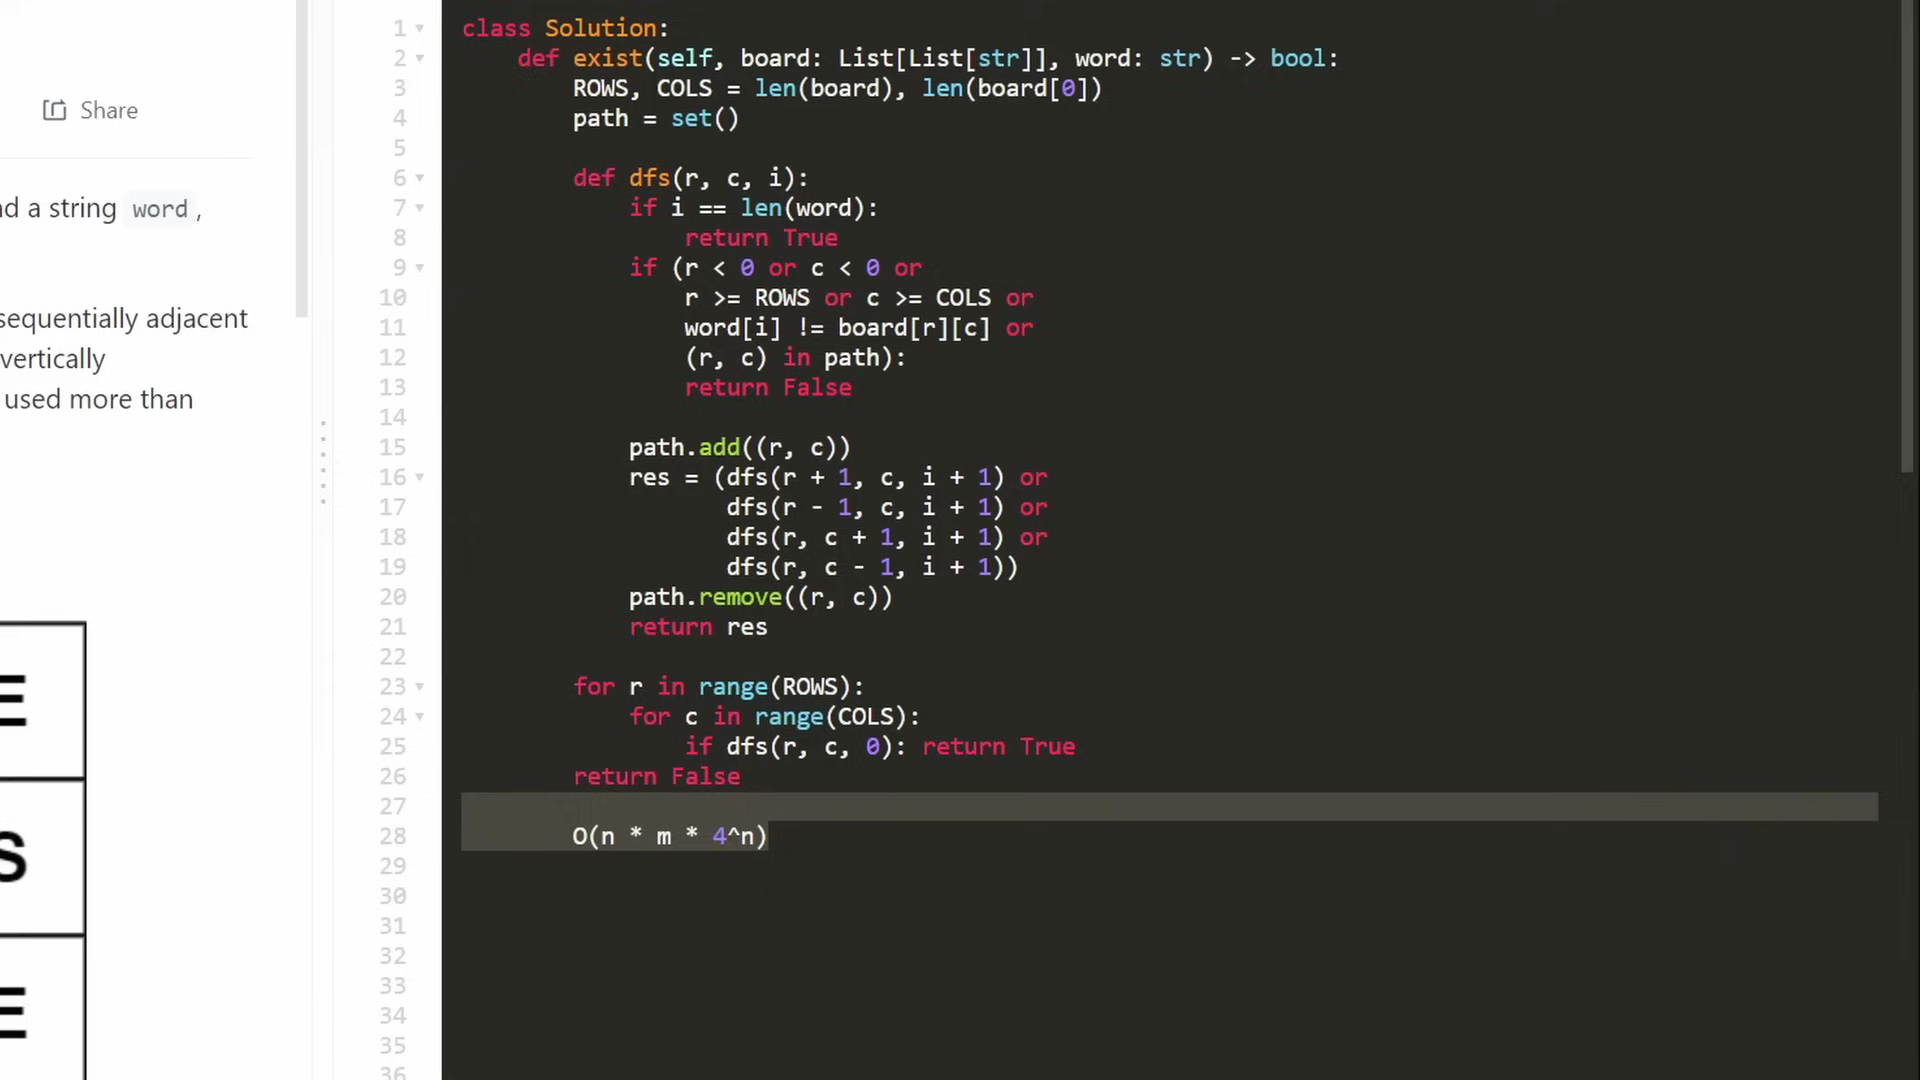 Share
nd a string word,
sequentially adjacent
vertically
used more than
E
S
E
1 class Solution:
2 def exist(self, board: List[List[str]], word: str) -> bool:
3 ROWS, COLS = len(board), len(board[0])
4 path = set()
5
6 def dfs(r, c, i):
7 if i == len(word):
8 return True
9 if (r < 0 or c < 0 or
10 r >= ROWS or c >= COLS or
11 word[i] != board[r][c] or
12 (r, c) in path):
13 return False
14
15 path.add((r, c))
16 res = (dfs(r + 1, c, i + 1) or
17 dfs(r - 1, c, i + 1) or
18 dfs(r, c + 1, i + 1) or
19 dfs(r, c - 1, i + 1))
20 path.remove((r, c))
21 return res
22
23 for r in range(ROWS):
24 for c in range(COLS):
25 if dfs(r, c, 0): return True
26 return False
27
28 O(n * m * 4^n)
29
30
31
32
33
34
35
36